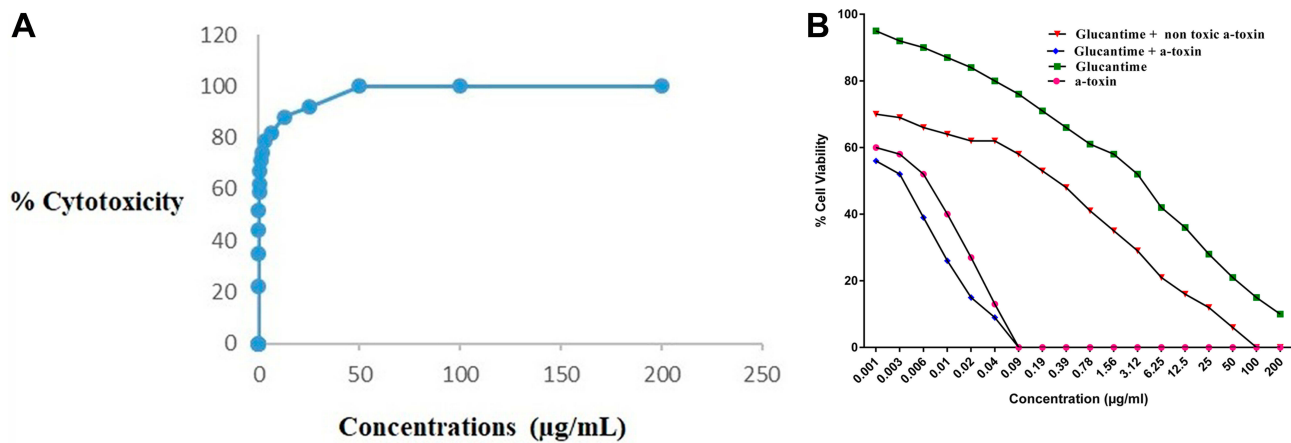 A
120
100
80
60
40
20
0
% Cytotoxicity
0 50 100 150 200 250
Concentrations (µg/mL)
B
100
80
60
40
20
0
% Cell Viability
Glucantime + non toxic a-toxin
Glucantime + a-toxin
Glucantime
a-toxin
0.001 0.003 0.006 0.01 0.02 0.04 0.09 0.19 0.39 0.78 1.56 3.12 6.25 12.5 25 50 100 200
Concentration (µg/ml)